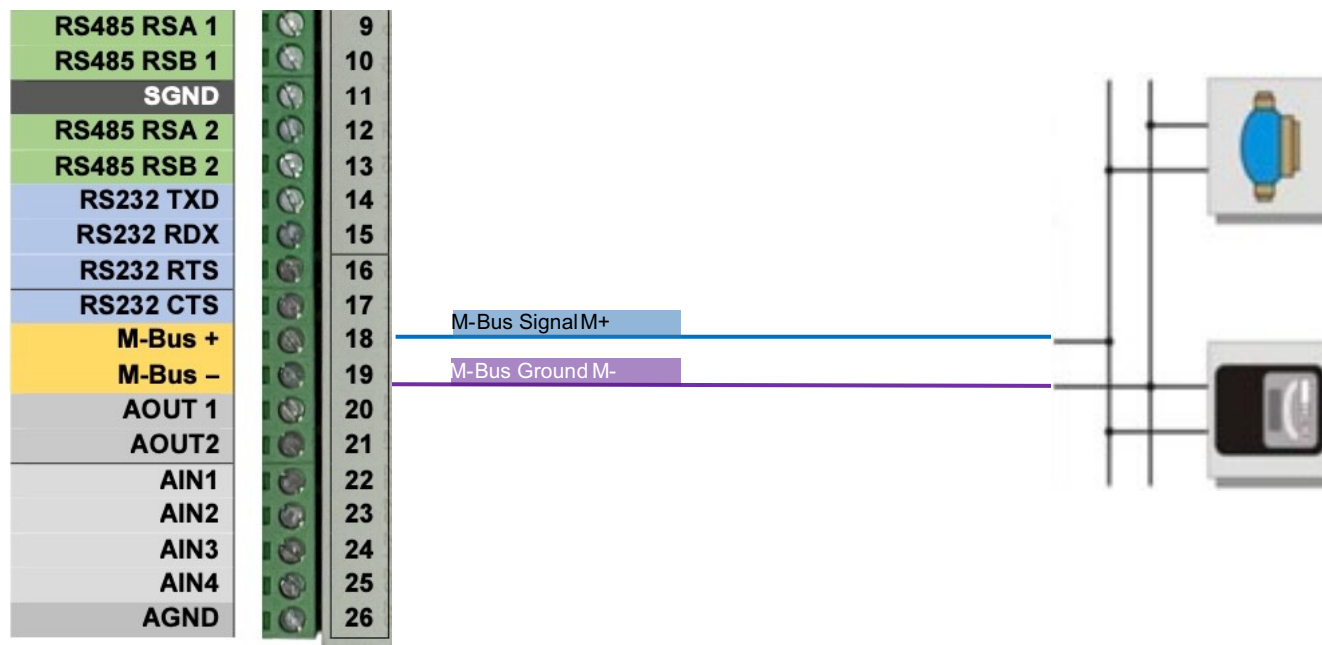 RS485 RSA 1 9
RS485 RSB 1 10
SGND 11
RS485 RSA 2 12
RS485 RSB 2 13
RS232 TXD 14
RS232 RDX 15
RS232 RTS 16
RS232 CTS 17
M-Bus + 18 M-Bus Signal M+
M-Bus – 19 M-Bus Ground M-
AOUT 1 20
AOUT2 21
AIN1 22
AIN2 23
AIN3 24
AIN4 25
AGND 26